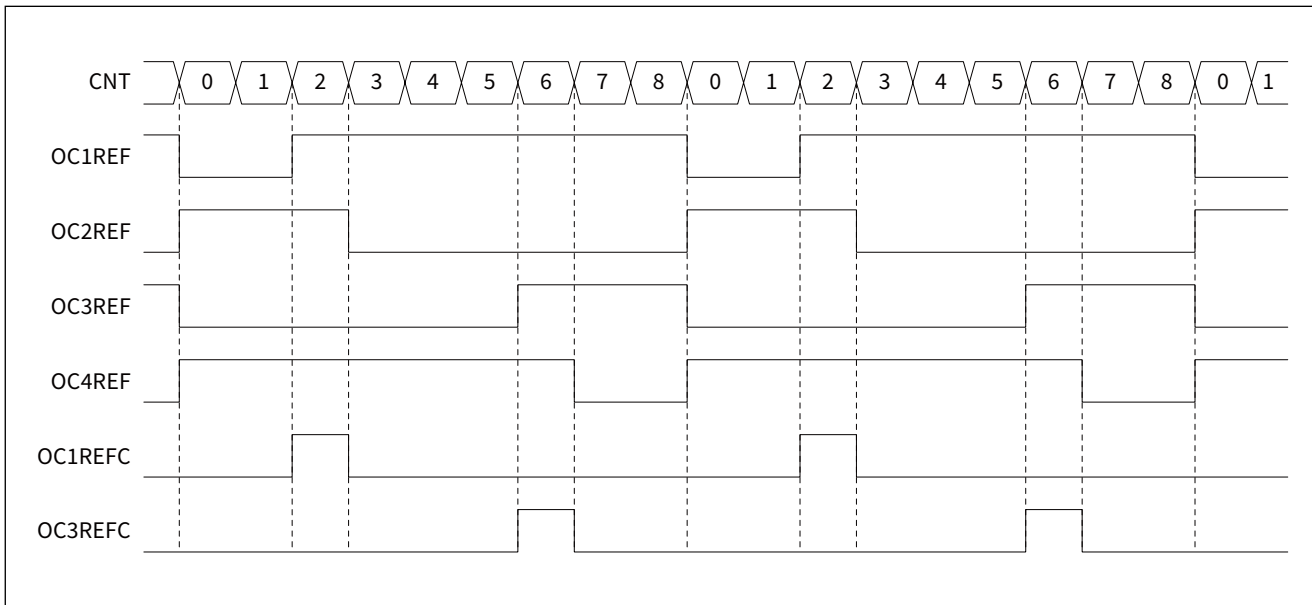 CNT 0 1 2 3 4 5 6 7 8 0 1 2 3 4 5 6 7 8 0 1
OC1REF
OC2REF
OC3REF
OC4REF
OC1REFC
OC3REFC